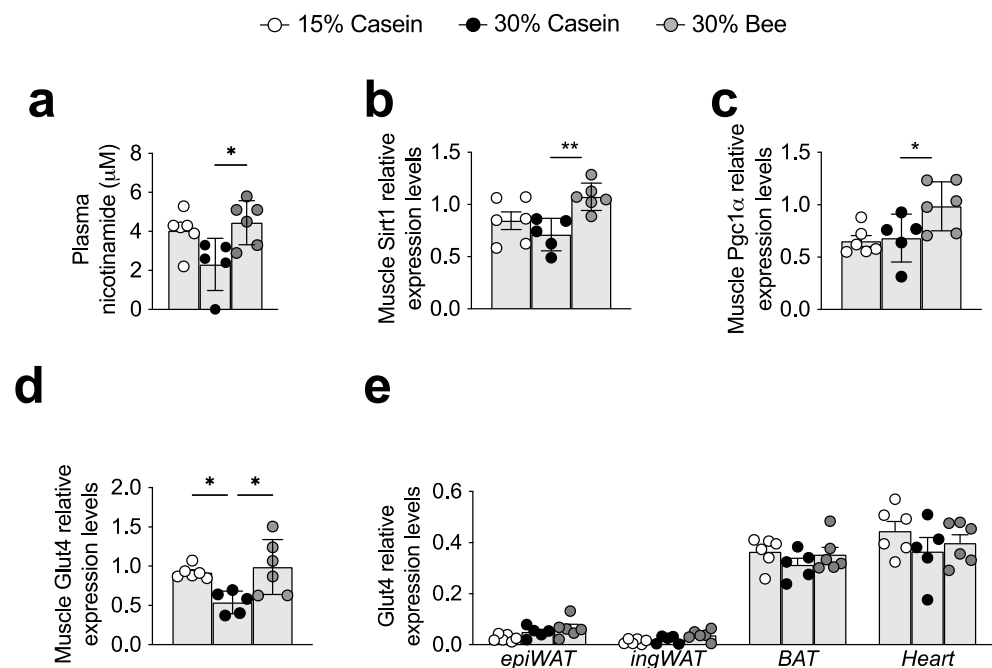 15% Casein 30% Casein 30% Bee
a
Plasma
nicotinamide (μM)
8
6
4
2
0
*
b
Muscle Sirt1 relative
expression levels
1.5
1.0
0.5
0.0
**
c
Muscle Pgc1α relative
expression levels
1.5
1.0
0.5
0.0
*
d
Muscle Glut4 relative
expression levels
2.0
1.5
1.0
0.5
0.0
* *
e
Glut4 relative
expression levels
0.6
0.4
0.2
0.0
epiWAT ingWAT BAT Heart